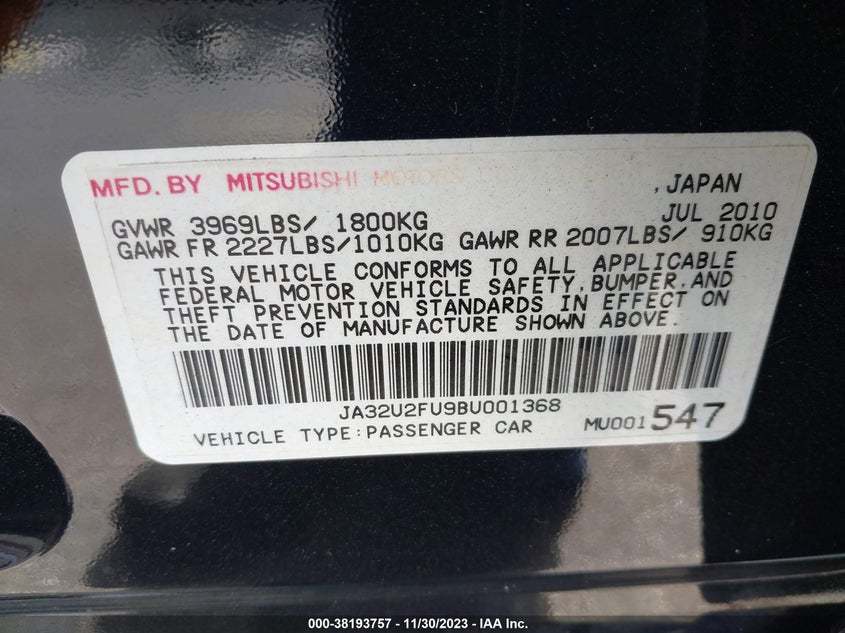 MFD. BY MITSUBISHI MOTORS , JAPAN
GVWR 3969LBS/ 1800KG JUL 2010
GAWR FR 2227LBS/1010KG GAWR RR 2007LBS/ 910KG
THIS VEHICLE CONFORMS TO ALL APPLICABLE
FEDERAL MOTOR VEHICLE SAFETY, BUMPER, AND
THEFT PREVENTION STANDARDS IN EFFECT ON
THE DATE OF MANUFACTURE SHOWN ABOVE.
JA32U2FU9BU001368
VEHICLE TYPE:PASSENGER CAR MU001547
000-38193757 - 11/30/2023 - IAA Inc.